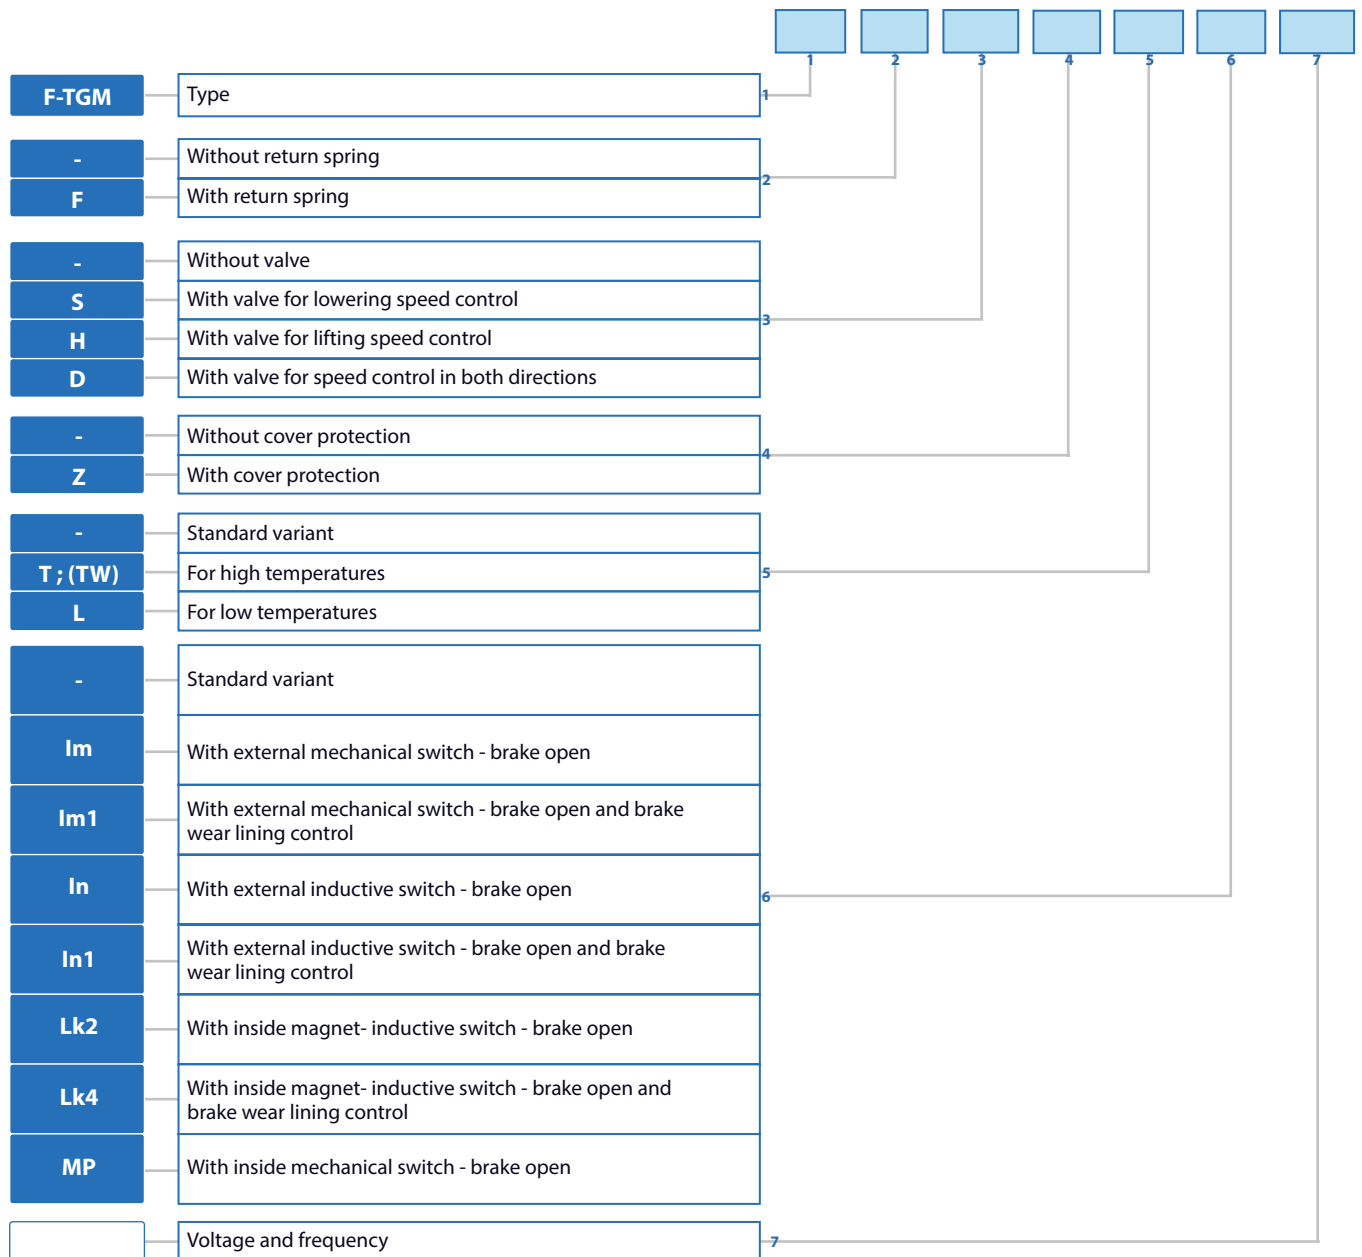 1 2 3 4 5 6 7
F-TGM Type 1
- Without return spring
2
F With return spring
- Without valve
S With valve for lowering speed control
3
H With valve for lifting speed control
D With valve for speed control in both directions
- Without cover protection
4
Z With cover protection
- Standard variant
T ; (TW) For high temperatures 5
L For low temperatures
- Standard variant
Im With external mechanical switch - brake open
Im1 With external mechanical switch - brake open and brake
wear lining control
In With external inductive switch - brake open 6
In1 With external inductive switch - brake open and brake
wear lining control
Lk2 With inside magnet- inductive switch - brake open
Lk4 With inside magnet- inductive switch - brake open and
brake wear lining control
MP With inside mechanical switch - brake open
Voltage and frequency 7